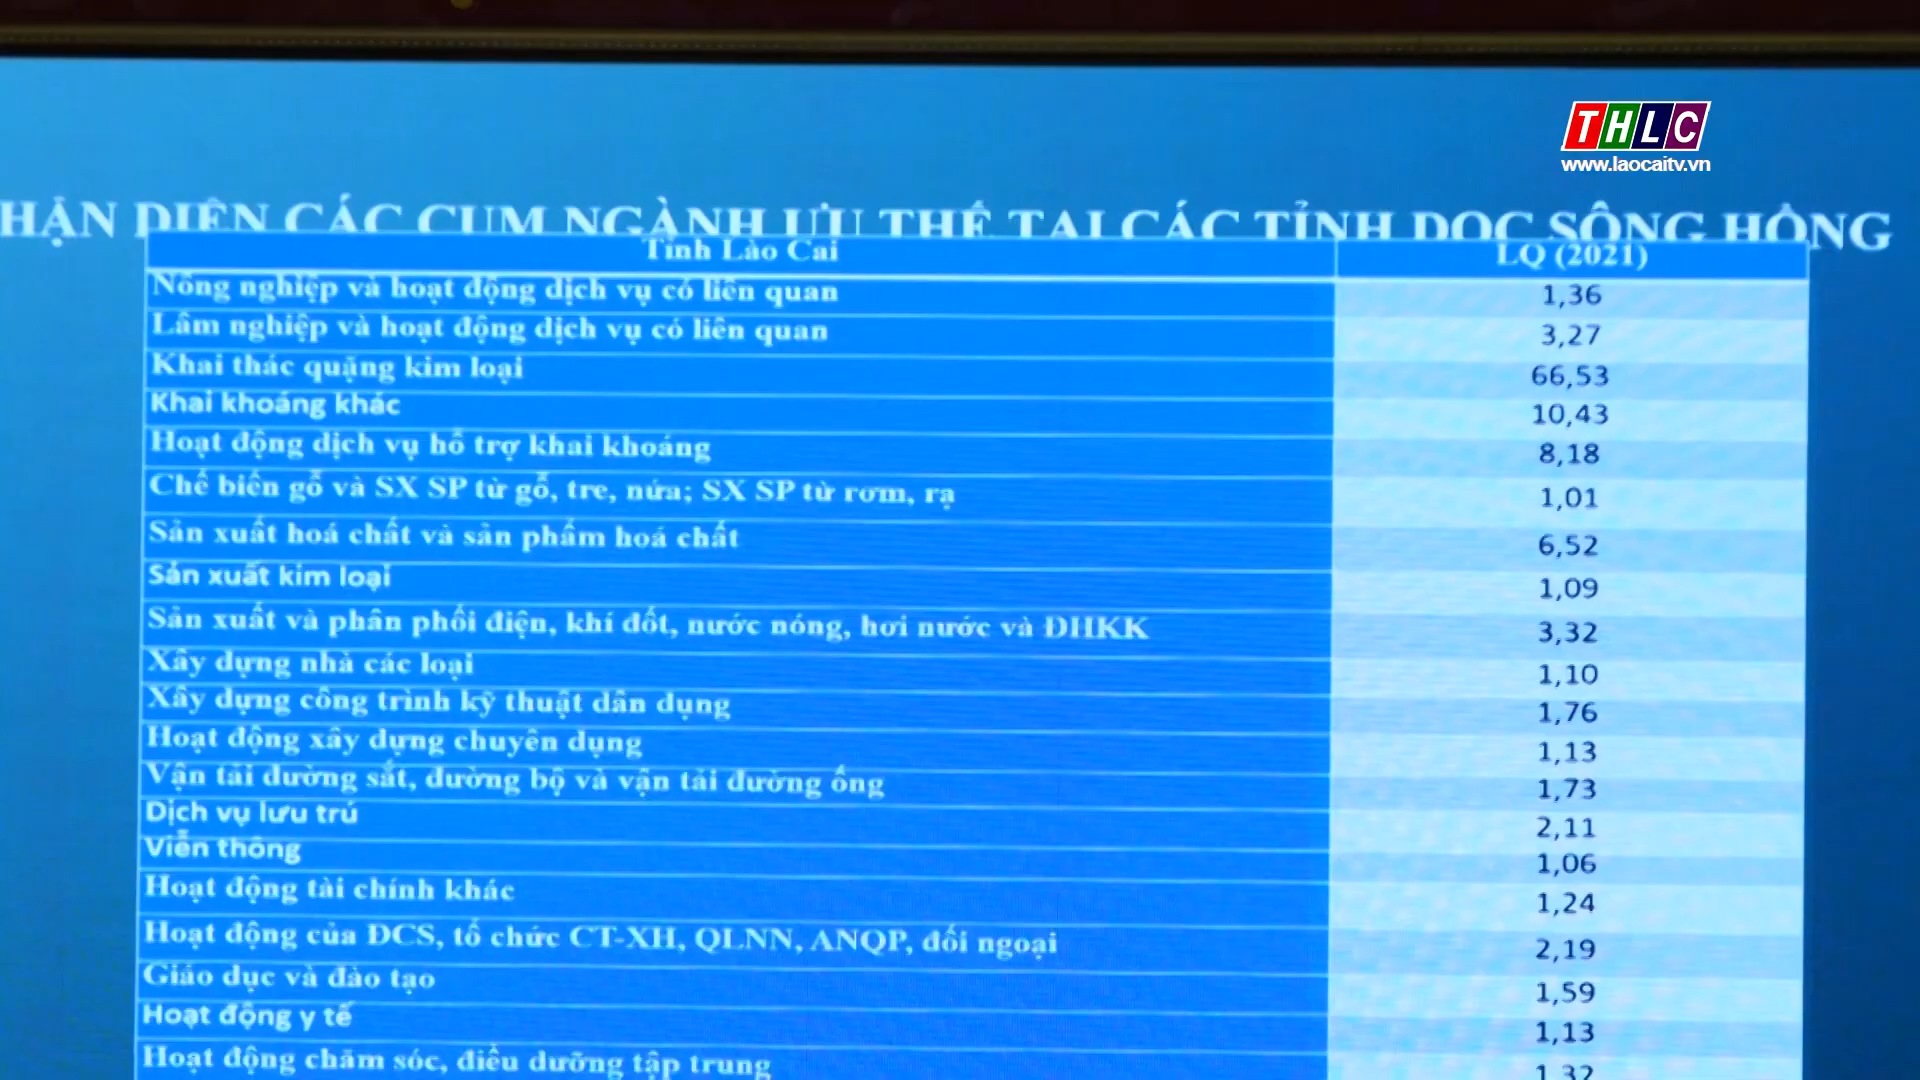 THLC
www.laocaitv.vn
HẬN DIỆN CÁC CỤM NGÀNH ƯU THẾ TẠI CÁC TỈNH DỌC SÔNG HỒNG
Tỉnh Lào Cai LQ (2021)
Nông nghiệp và hoạt động dịch vụ có liên quan 1,36
Lâm nghiệp và hoạt động dịch vụ có liên quan 3,27
Khai thác quặng kim loại 66,53
Khai khoáng khác 10,43
Hoạt động dịch vụ hỗ trợ khai khoáng 8,18
Chế biến gỗ và SX SP từ gỗ, tre, nứa; SX SP từ rơm, rạ 1,01
Sản xuất hoá chất và sản phẩm hoá chất 6,52
Sản xuất kim loại 1,09
Sản xuất và phân phối điện, khí đốt, nước nóng, hơi nước và ĐHKK 3,32
Xây dựng nhà các loại 1,10
Xây dựng công trình kỹ thuật dân dụng 1,76
Hoạt động xây dựng chuyên dụng 1,13
Vận tải đường sắt, đường bộ và vận tải đường ống 1,73
Dịch vụ lưu trú 2,11
Viễn thông 1,06
Hoạt động tài chính khác 1,24
Hoạt động của ĐCS, tổ chức CT-XH, QLNN, ANQP, đối ngoại 2,19
Giáo dục và đào tạo 1,59
Hoạt động y tế 1,13
Hoạt động chăm sóc, điều dưỡng tập trung 1,32